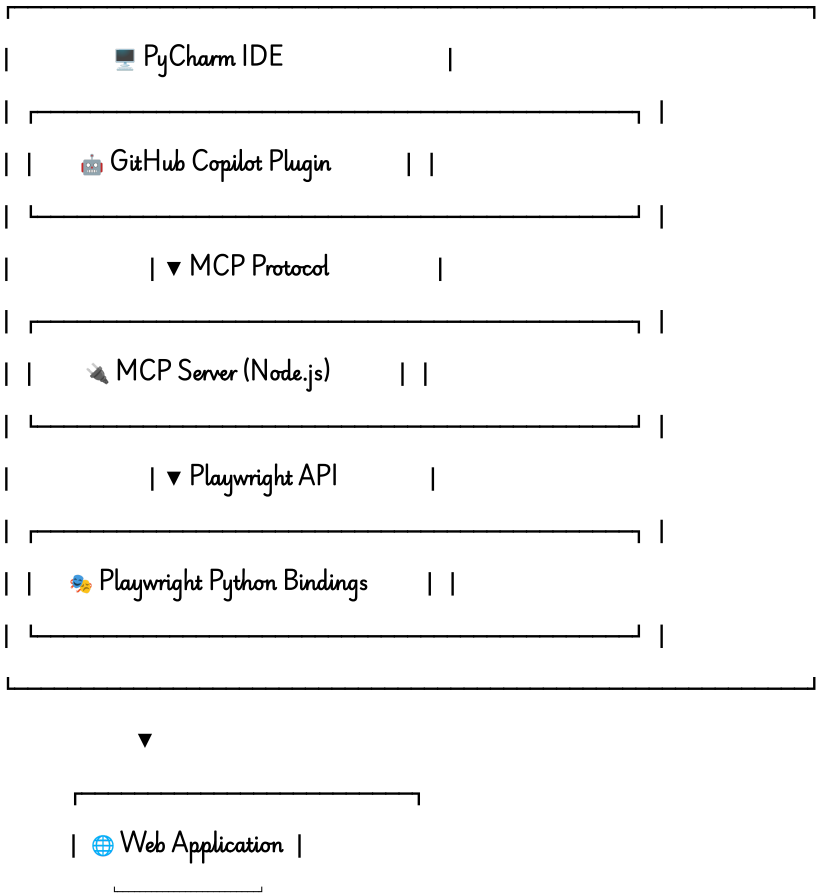 🖥️ PyCharm IDE
🤖 GitHub Copilot Plugin
▼ MCP Protocol
🔌 MCP Server (Node.js)
▼ Playwright API
🎭 Playwright Python Bindings
▼
🌐 Web Application